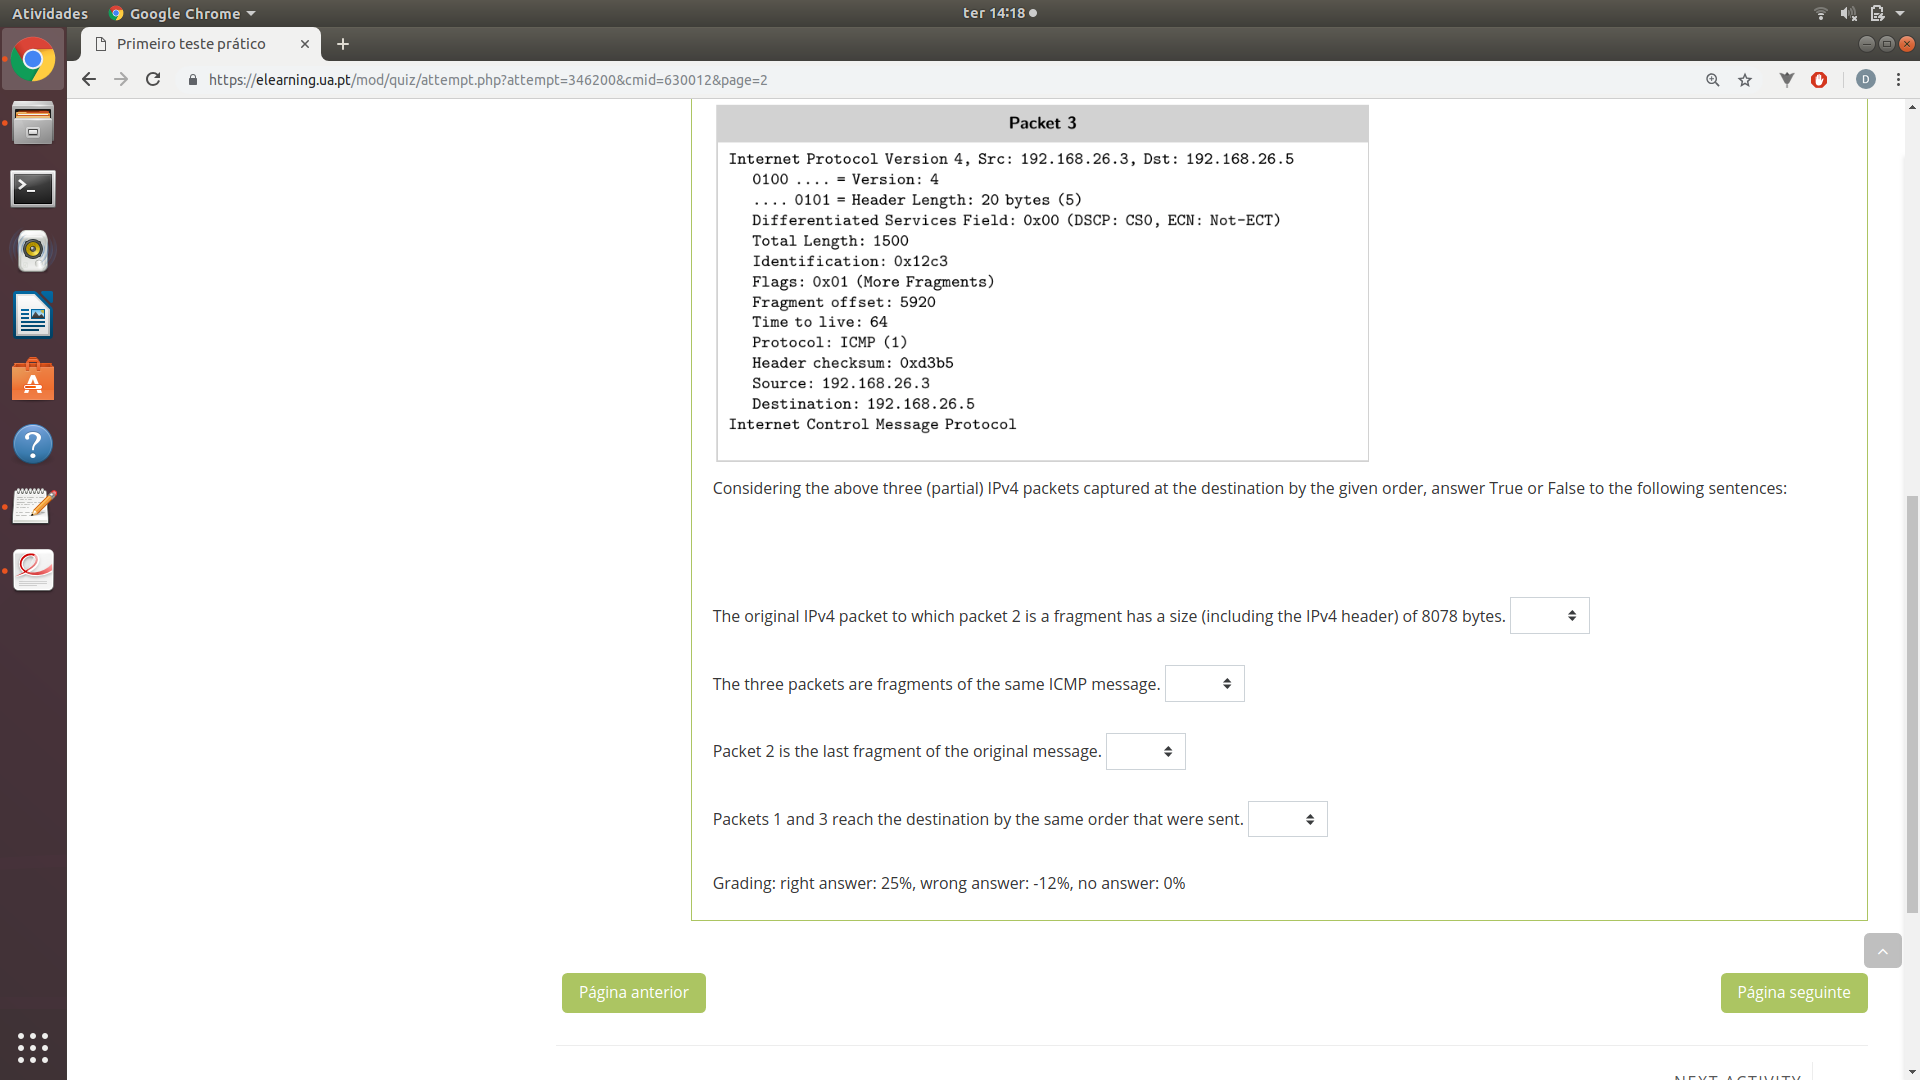 Atividades
Google Chrome
ter 14:18
Primeiro teste prático
https://elearning.ua.pt/mod/quiz/attempt.php?attempt=346200&cmid=630012&page=2
D
Packet 3
Internet Protocol Version 4, Src: 192.168.26.3, Dst: 192.168.26.5
0100 .... = Version: 4
.... 0101 = Header Length: 20 bytes (5)
Differentiated Services Field: 0x00 (DSCP: CS0, ECN: Not-ECT)
Total Length: 1500
Identification: 0x12c3
Flags: 0x01 (More Fragments)
Fragment offset: 5920
Time to live: 64
Protocol: ICMP (1)
Header checksum: 0xd3b5
Source: 192.168.26.3
Destination: 192.168.26.5
Internet Control Message Protocol
Considering the above three (partial) IPv4 packets captured at the destination by the given order, answer True or False to the following sentences:
The original IPv4 packet to which packet 2 is a fragment has a size (including the IPv4 header) of 8078 bytes.
The three packets are fragments of the same ICMP message.
Packet 2 is the last fragment of the original message.
Packets 1 and 3 reach the destination by the same order that were sent.
Grading: right answer: 25%, wrong answer: -12%, no answer: 0%
Página anterior
Página seguinte
NEXT ACTIVITY